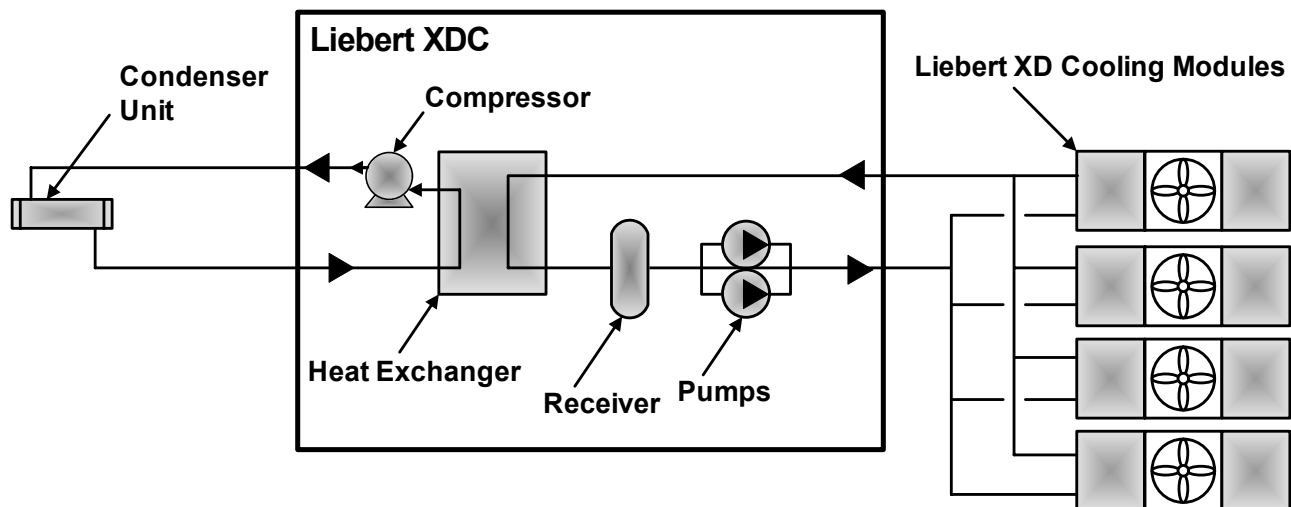 Liebert XDC
Liebert XD Cooling Modules
Condenser
Unit
Compressor
Heat Exchanger
Receiver
Pumps